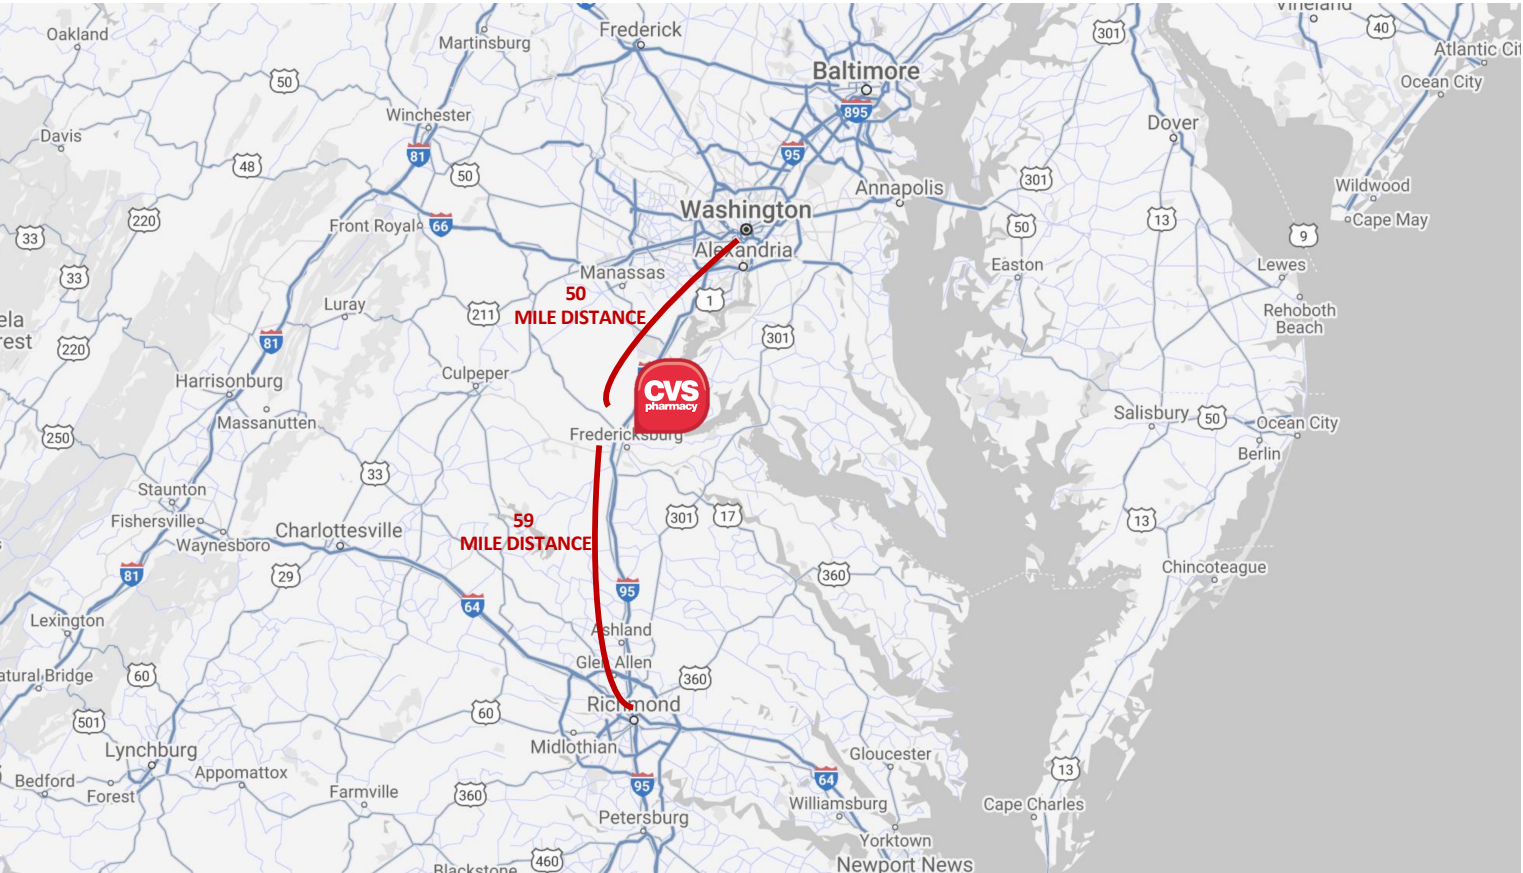 Vineland
Oakland
Martinsburg
Frederick
301
40
Atlantic Cit
Ocean City
50
Baltimore
895
Winchester
Davis
Dover
81
95
48
50
301
Annapolis
Wildwood
Cape May
220
Washington
13
50
33
Front Royal
66
9
Alexandria
Manassas
Easton
Lewes
33
50
MILE DISTANCE
1
Luray
211
Rehoboth
Beach
ela
rest
220
81
301
Culpeper
Harrisonburg
CVS
pharmacy
Massanutten
Salisbury
50
Ocean City
250
Fredericksburg
Berlin
33
Staunton
Fishersville
59
MILE DISTANCE
301
17
13
Charlottesville
Waynesboro
81
29
360
Chincoteague
95
64
Lexington
Ashland
Glen Allen
atural Bridge
60
360
Richmond
501
60
Lynchburg
Midlothian
Gloucester
Bedford
Forest
Appomattox
95
64
13
Farmville
360
Williamsburg
Cape Charles
Petersburg
Yorktown
460
Blackstone
Newport News